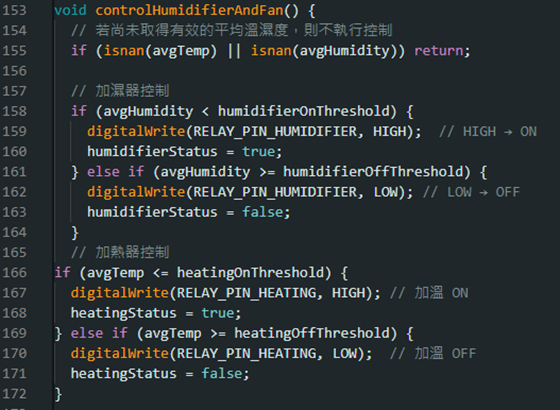 153 void controlHumidifierAndFan() {
154   // 若尚未取得有效的平均溫濕度，則不執行控制
155   if (isnan(avgTemp) || isnan(avgHumidity)) return;
156
157   // 加濕器控制
158   if (avgHumidity < humidifierOnThreshold) {
159     digitalWrite(RELAY_PIN_HUMIDIFIER, HIGH);  // HIGH → ON
160     humidifierStatus = true;
161   } else if (avgHumidity >= humidifierOffThreshold) {
162     digitalWrite(RELAY_PIN_HUMIDIFIER, LOW); // LOW → OFF
163     humidifierStatus = false;
164   }
165   // 加熱器控制
166 if (avgTemp <= heatingOnThreshold) {
167   digitalWrite(RELAY_PIN_HEATING, HIGH); // 加溫 ON
168   heatingStatus = true;
169 } else if (avgTemp >= heatingOffThreshold) {
170   digitalWrite(RELAY_PIN_HEATING, LOW);  // 加溫 OFF
171   heatingStatus = false;
172 }